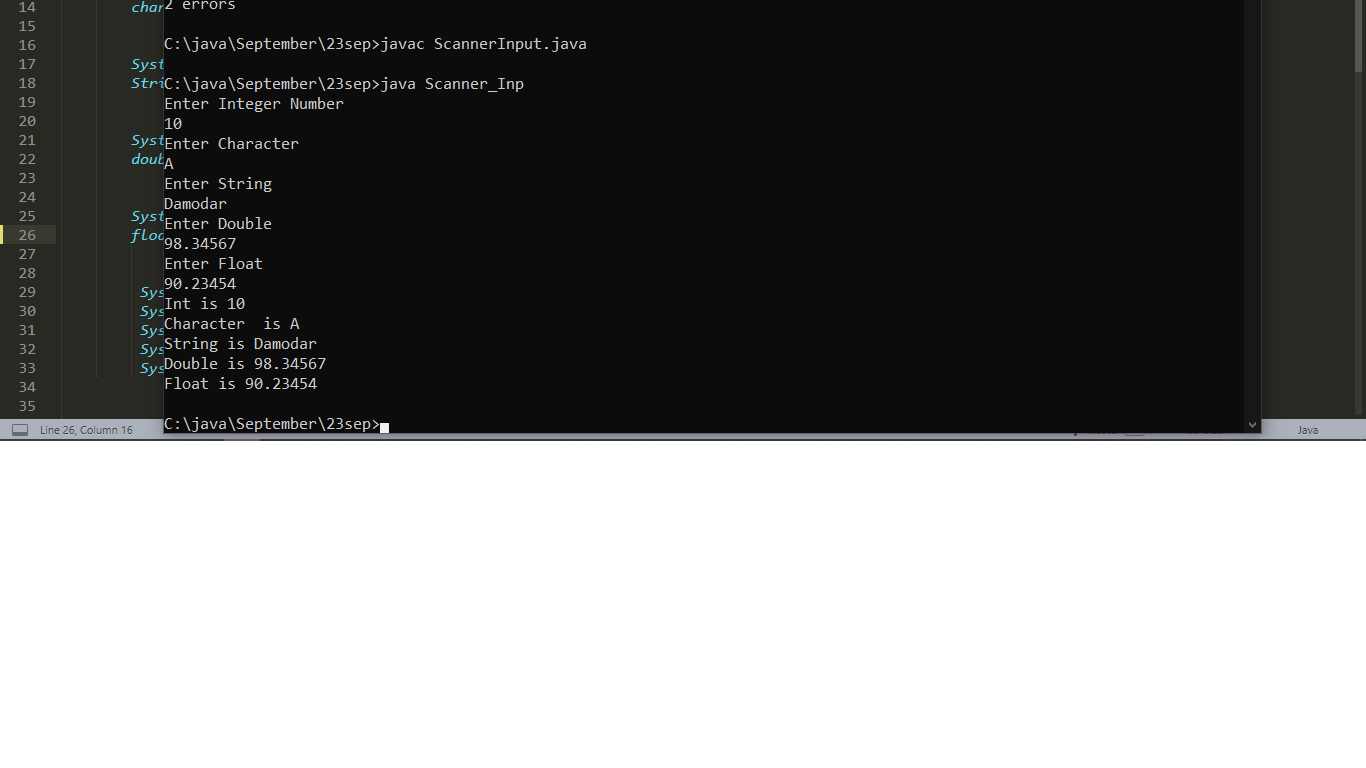 14 char
2 errors
15
16
C:\java\September\23sep>javac ScannerInput.java
17 Syst
18 Stri
C:\java\September\23sep>java Scanner_Inp
19
Enter Integer Number
20
10
21 Syst
Enter Character
22 doub
A
23
Enter String
24
Damodar
25 Syst
Enter Double
26 floa
98.34567
27
Enter Float
28
90.23454
29 Sys
Int is 10
30 Sys
Character  is A
31 Sys
32 Sys
String is Damodar
33 Sys
Double is 98.34567
34
Float is 90.23454
35
C:\java\September\23sep>
Line 26, Column 16
Java